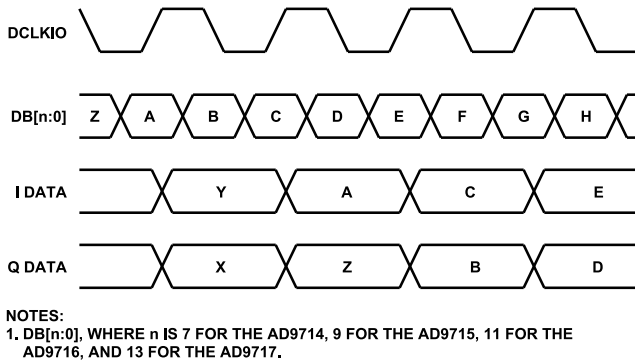 DCLKIO
DB[n:0] Z A B C D E F G H
I DATA Y A C E
Q DATA X Z B D
NOTES:
1. DB[n:0], WHERE n IS 7 FOR THE AD9714, 9 FOR THE AD9715, 11 FOR THE
AD9716, AND 13 FOR THE AD9717.